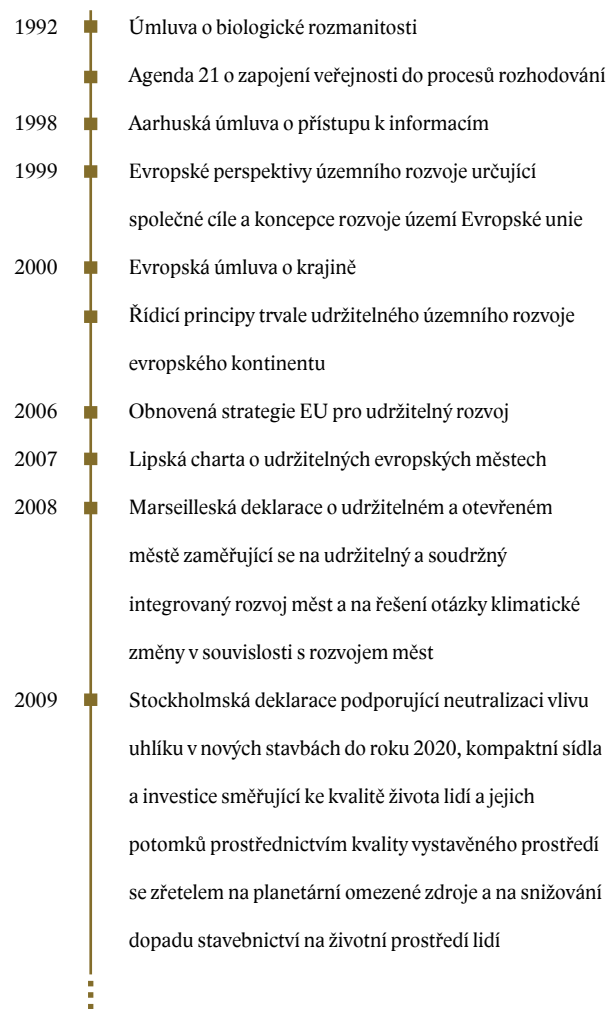 1992 Úmluva o biologické rozmanitosti
Agenda 21 o zapojení veřejnosti do procesů rozhodování
1998 Aarhuská úmluva o přístupu k informacím
1999 Evropské perspektivy územního rozvoje určující
společné cíle a koncepce rozvoje území Evropské unie
2000 Evropská úmluva o krajině
Řídicí principy trvale udržitelného územního rozvoje
evropského kontinentu
2006 Obnovená strategie EU pro udržitelný rozvoj
2007 Lipská charta o udržitelných evropských městech
2008 Marseilleská deklarace o udržitelném a otevřeném
městě zaměřující se na udržitelný a soudržný
integrovaný rozvoj měst a na řešení otázky klimatické
změny v souvislosti s rozvojem měst
2009 Stockholmská deklarace podporující neutralizaci vlivu
uhlíku v nových stavbách do roku 2020, kompaktní sídla
a investice směřující ke kvalitě života lidí a jejich
potomků prostřednictvím kvality vystavěného prostředí
se zřetelem na planetární omezené zdroje a na snižování
dopadu stavebnictví na životní prostředí lidí